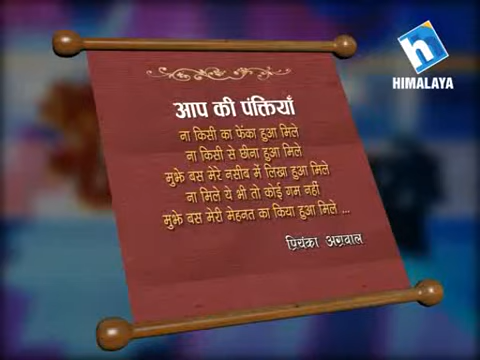 HIMALAYA
आप की पंक्तियाँ
ना किसी का फेंका हुआ मिले
ना किसी से छीना हुआ मिले
मुझे बस मेरे नसीब में लिखा हुआ मिले
ना मिले ये भी तो कोई गम नहीं
मुझे बस मेरी मेहनत का किया हुआ मिले ...
प्रियंका अग्रवाल